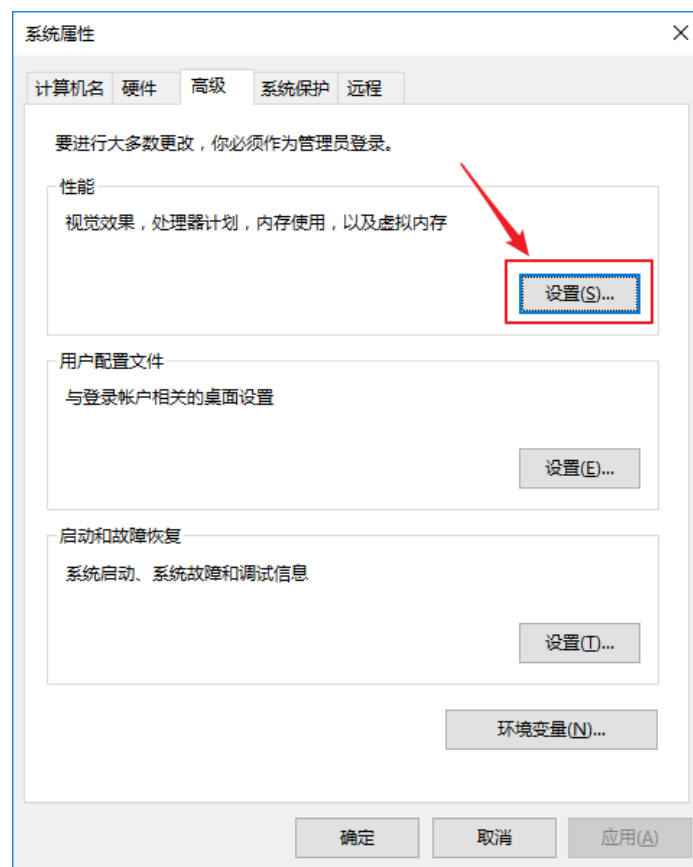 系统属性
计算机名 硬件 高级 系统保护 远程
要进行大多数更改，你必须作为管理员登录。
性能
视觉效果，处理器计划，内存使用，以及虚拟内存
设置(S)...
用户配置文件
与登录帐户相关的桌面设置
设置(E)...
启动和故障恢复
系统启动、系统故障和调试信息
设置(T)...
环境变量(N)...
确定 取消 应用(A)